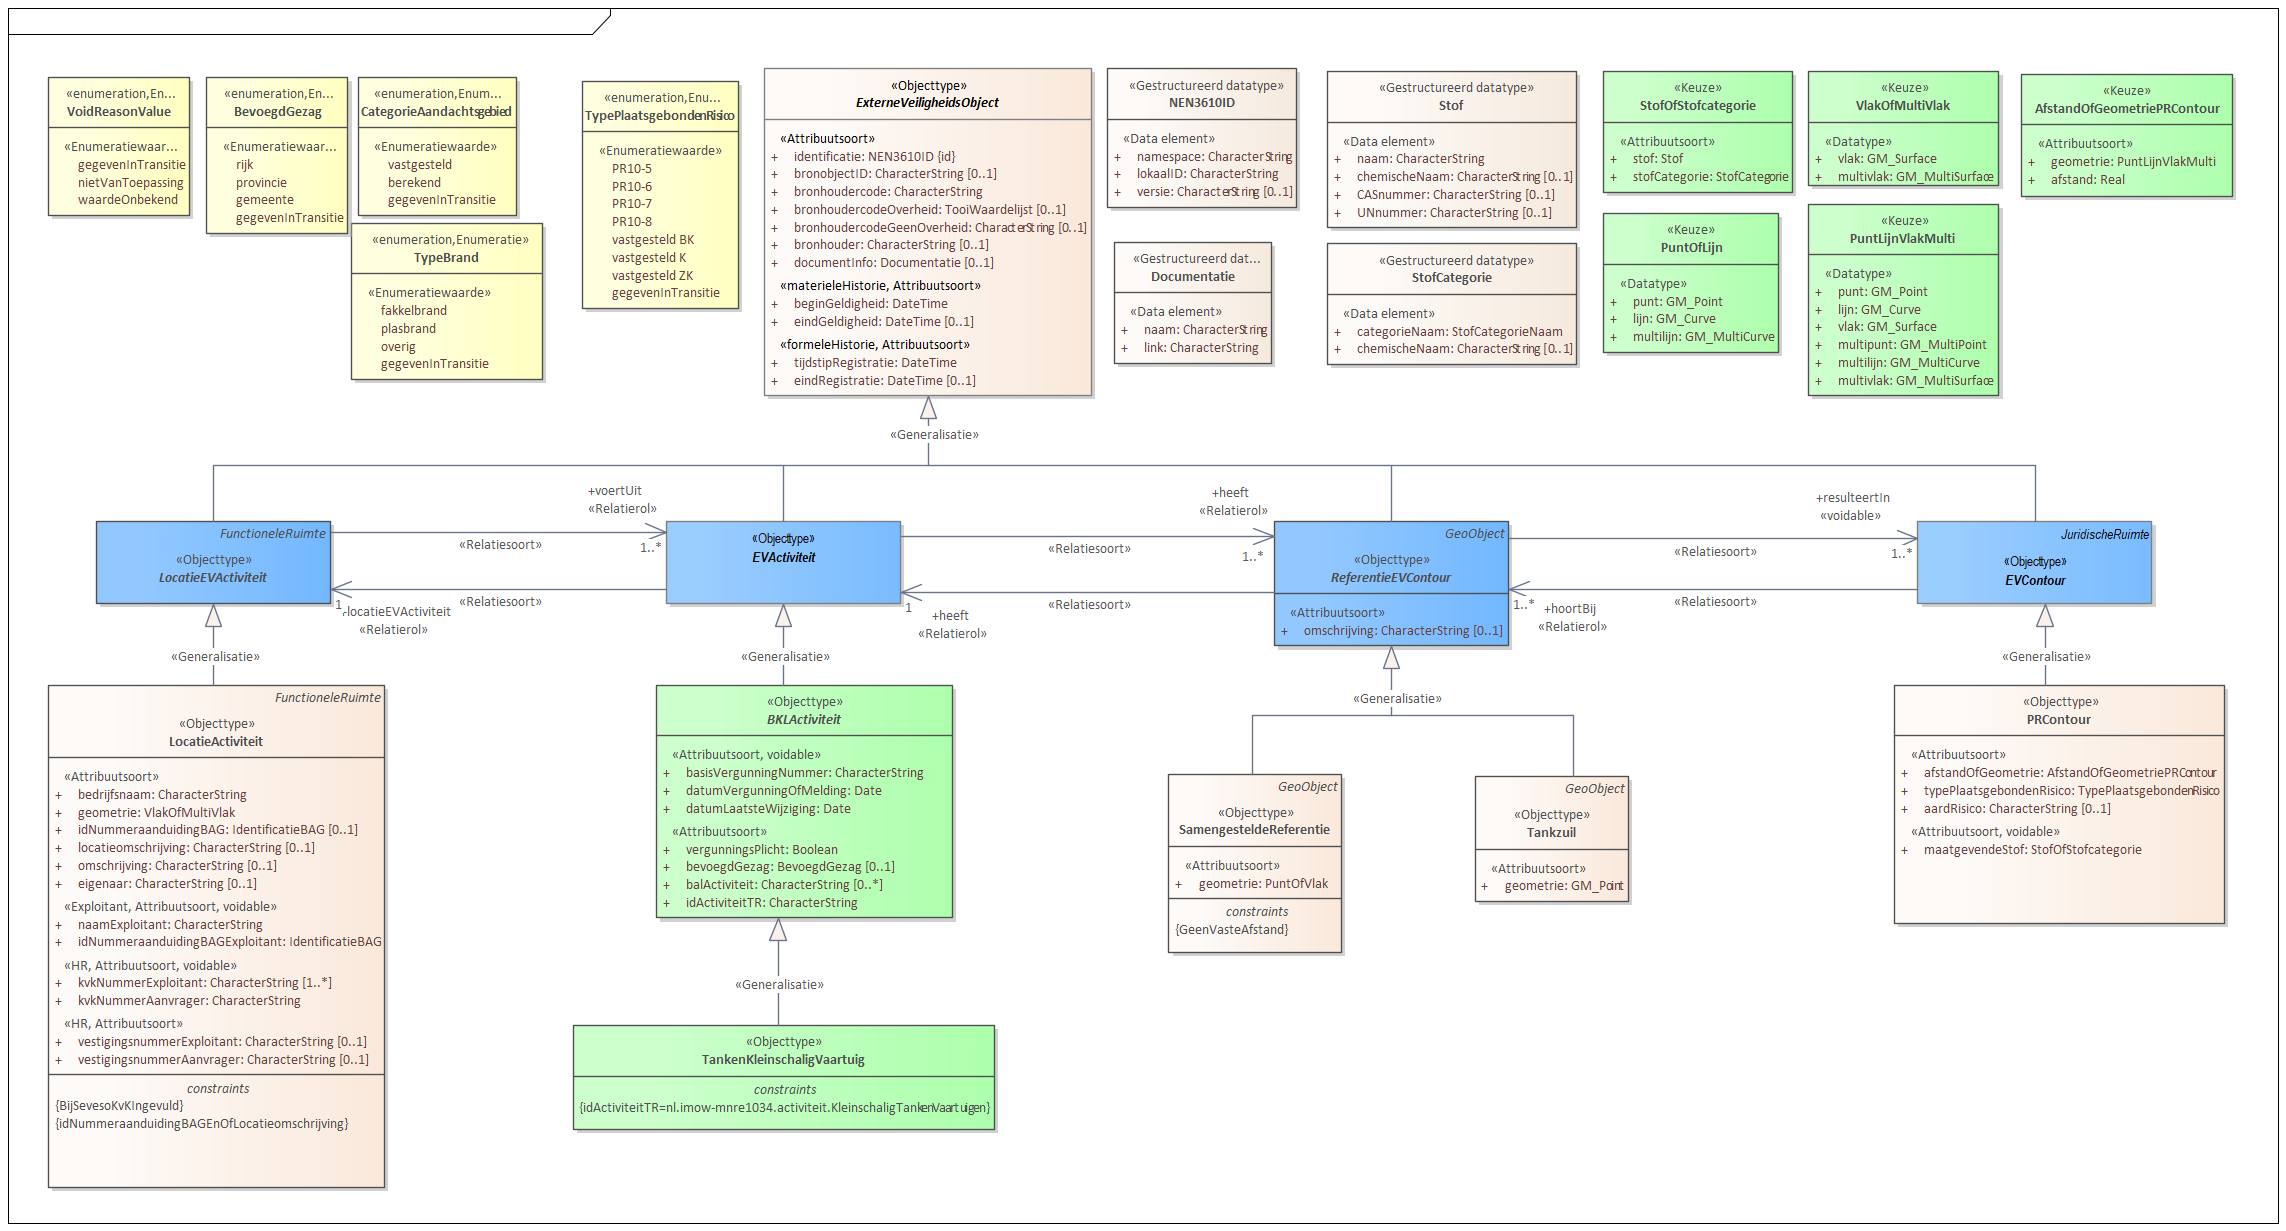 «enumeration,En...
VoidReasonValue
«Enumeratiewaar...
gegevenInTransitie
nietVanToepassing
waardeOnbekend
«enumeration,En...
BevoegdGezag
«Enumeratiewaar...
rijk
provincie
gemeente
gegevenInTransitie
«enumeration,Enum...
CategorieAandachtsgebied
«Enumeratiewaarde»
vastgesteld
berekend
gegevenInTransitie
«enumeration,Enumeratie»
TypeBrand
«Enumeratiewaarde»
fakkelbrand
plasbrand
overig
gegevenInTransitie
«enumeration,Enu...
TypePlaatsgebondenRisico
«Enumeratiewaarde»
PR10-5
PR10-6
PR10-7
PR10-8
vastgesteld BK
vastgesteld K
vastgesteld ZK
gegevenInTransitie
«Objecttype»
ExterneVeiligheidsObject
«Attribuutsoort»
+ identificatie: NEN3610ID {id}
+ bronobjectID: CharacterString [0..1]
+ bronhoudercode: CharacterString
+ bronhoudercodeOverheid: TooiWaardelijst [0..1]
+ bronhoudercodeGeenOverheid: CharacterString [0..1]
+ bronhouder: CharacterString [0..1]
+ documentInfo: Documentatie [0..1]
«materieleHistorie, Attribuutsoort»
+ beginGeldigheid: DateTime
+ eindGeldigheid: DateTime [0..1]
«formeleHistorie, Attribuutsoort»
+ tijdstipRegistratie: DateTime
+ eindRegistratie: DateTime [0..1]
«Gestructureerd datatype»
NEN3610ID
«Data element»
+ namespace: CharacterString
+ lokaalID: CharacterString
+ versie: CharacterString [0..1]
«Gestructureerd dat...
Documentatie
«Data element»
+ naam: CharacterString
+ link: CharacterString
«Gestructureerd datatype»
Stof
«Data element»
+ naam: CharacterString
+ chemischeNaam: CharacterString [0..1]
+ CASnummer: CharacterString [0..1]
+ UNnummer: CharacterString [0..1]
«Gestructureerd datatype»
StofCategorie
«Data element»
+ categorieNaam: StofCategorieNaam
+ chemischeNaam: CharacterString [0..1]
«Keuze»
StofOfStofcategorie
«Attribuutsoort»
+ stof: Stof
+ stofCategorie: StofCategorie
«Keuze»
PuntOfLijn
«Datatype»
+ punt: GM_Point
+ lijn: GM_Curve
+ multilijn: GM_MultiCurve
«Keuze»
VlakOfMultiVlak
«Datatype»
+ vlak: GM_Surface
+ multivlak: GM_MultiSurface
«Keuze»
PuntLijnVlakMulti
«Datatype»
+ punt: GM_Point
+ lijn: GM_Curve
+ vlak: GM_Surface
+ multipunt: GM_MultiPoint
+ multilijn: GM_MultiCurve
+ multivlak: GM_MultiSurface
«Keuze»
AfstandOfGeometriePRContour
«Attribuutsoort»
+ geometrie: PuntLijnVlakMulti
+ afstand: Real
«Generalisatie»
FunctioneleRuimte
«Objecttype»
LocatieEVActiviteit
+voertUit
«Relatierol»
1..*
«Relatiesoort»
«Relatiesoort»
1
+locatieEVActiviteit
«Relatierol»
«Objecttype»
EVActiviteit
+heeft
«Relatierol»
1..*
«Relatiesoort»
«Relatiesoort»
1
+heeft
«Relatierol»
GeoObject
«Objecttype»
ReferentieEVContour
«Attribuutsoort»
+ omschrijving: CharacterString [0..1]
+resulteertIn
«voidable»
1..*
«Relatiesoort»
«Relatiesoort»
1..*
+hoortBij
«Relatierol»
JuridischeRuimte
«Objecttype»
EVContour
«Generalisatie»
«Generalisatie»
«Generalisatie»
«Generalisatie»
FunctioneleRuimte
«Objecttype»
LocatieActiviteit
«Attribuutsoort»
+ bedrijfsnaam: CharacterString
+ geometrie: VlakOfMultiVlak
+ idNummeraanduidingBAG: IdentificatieBAG [0..1]
+ locatieomschrijving: CharacterString [0..1]
+ omschrijving: CharacterString [0..1]
+ eigenaar: CharacterString [0..1]
«Exploitant, Attribuutsoort, voidable»
+ naamExploitant: CharacterString
+ idNummeraanduidingBAGExploitant: IdentificatieBAG
«HR, Attribuutsoort, voidable»
+ kvkNummerExploitant: CharacterString [1..*]
+ kvkNummerAanvrager: CharacterString
«HR, Attribuutsoort»
+ vestigingsnummerExploitant: CharacterString [0..1]
+ vestigingsnummerAanvrager: CharacterString [0..1]
constraints
{BijSevesoKvKIngevuld}
{idNummeraanduidingBAGEnOfLocatieomschrijving}
«Objecttype»
BKLActiviteit
«Attribuutsoort, voidable»
+ basisVergunningNummer: CharacterString
+ datumVergunningOfMelding: Date
+ datumLaatsteWijziging: Date
«Attribuutsoort»
+ vergunningsPlicht: Boolean
+ bevoegdGezag: BevoegdGezag [0..1]
+ balActiviteit: CharacterString [0..*]
+ idActiviteitTR: CharacterString
«Generalisatie»
«Objecttype»
TankenKleinschaligVaartuig
constraints
{idActiviteitTR=nl.imow-mnre1034.activiteit.KleinschaligTankenVaartuigen}
GeoObject
«Objecttype»
SamengesteldeReferentie
«Attribuutsoort»
+ geometrie: PuntOfVlak
constraints
{GeenVasteAfstand}
GeoObject
«Objecttype»
Tankzuil
«Attribuutsoort»
+ geometrie: GM_Point
«Objecttype»
PRContour
«Attribuutsoort»
+ afstandOfGeometrie: AfstandOfGeometriePRContour
+ typePlaatsgebondenRisico: TypePlaatsgebondenRisico
+ aardRisico: CharacterString [0..1]
«Attribuutsoort, voidable»
+ maatgevendeStof: StofOfStofcategorie